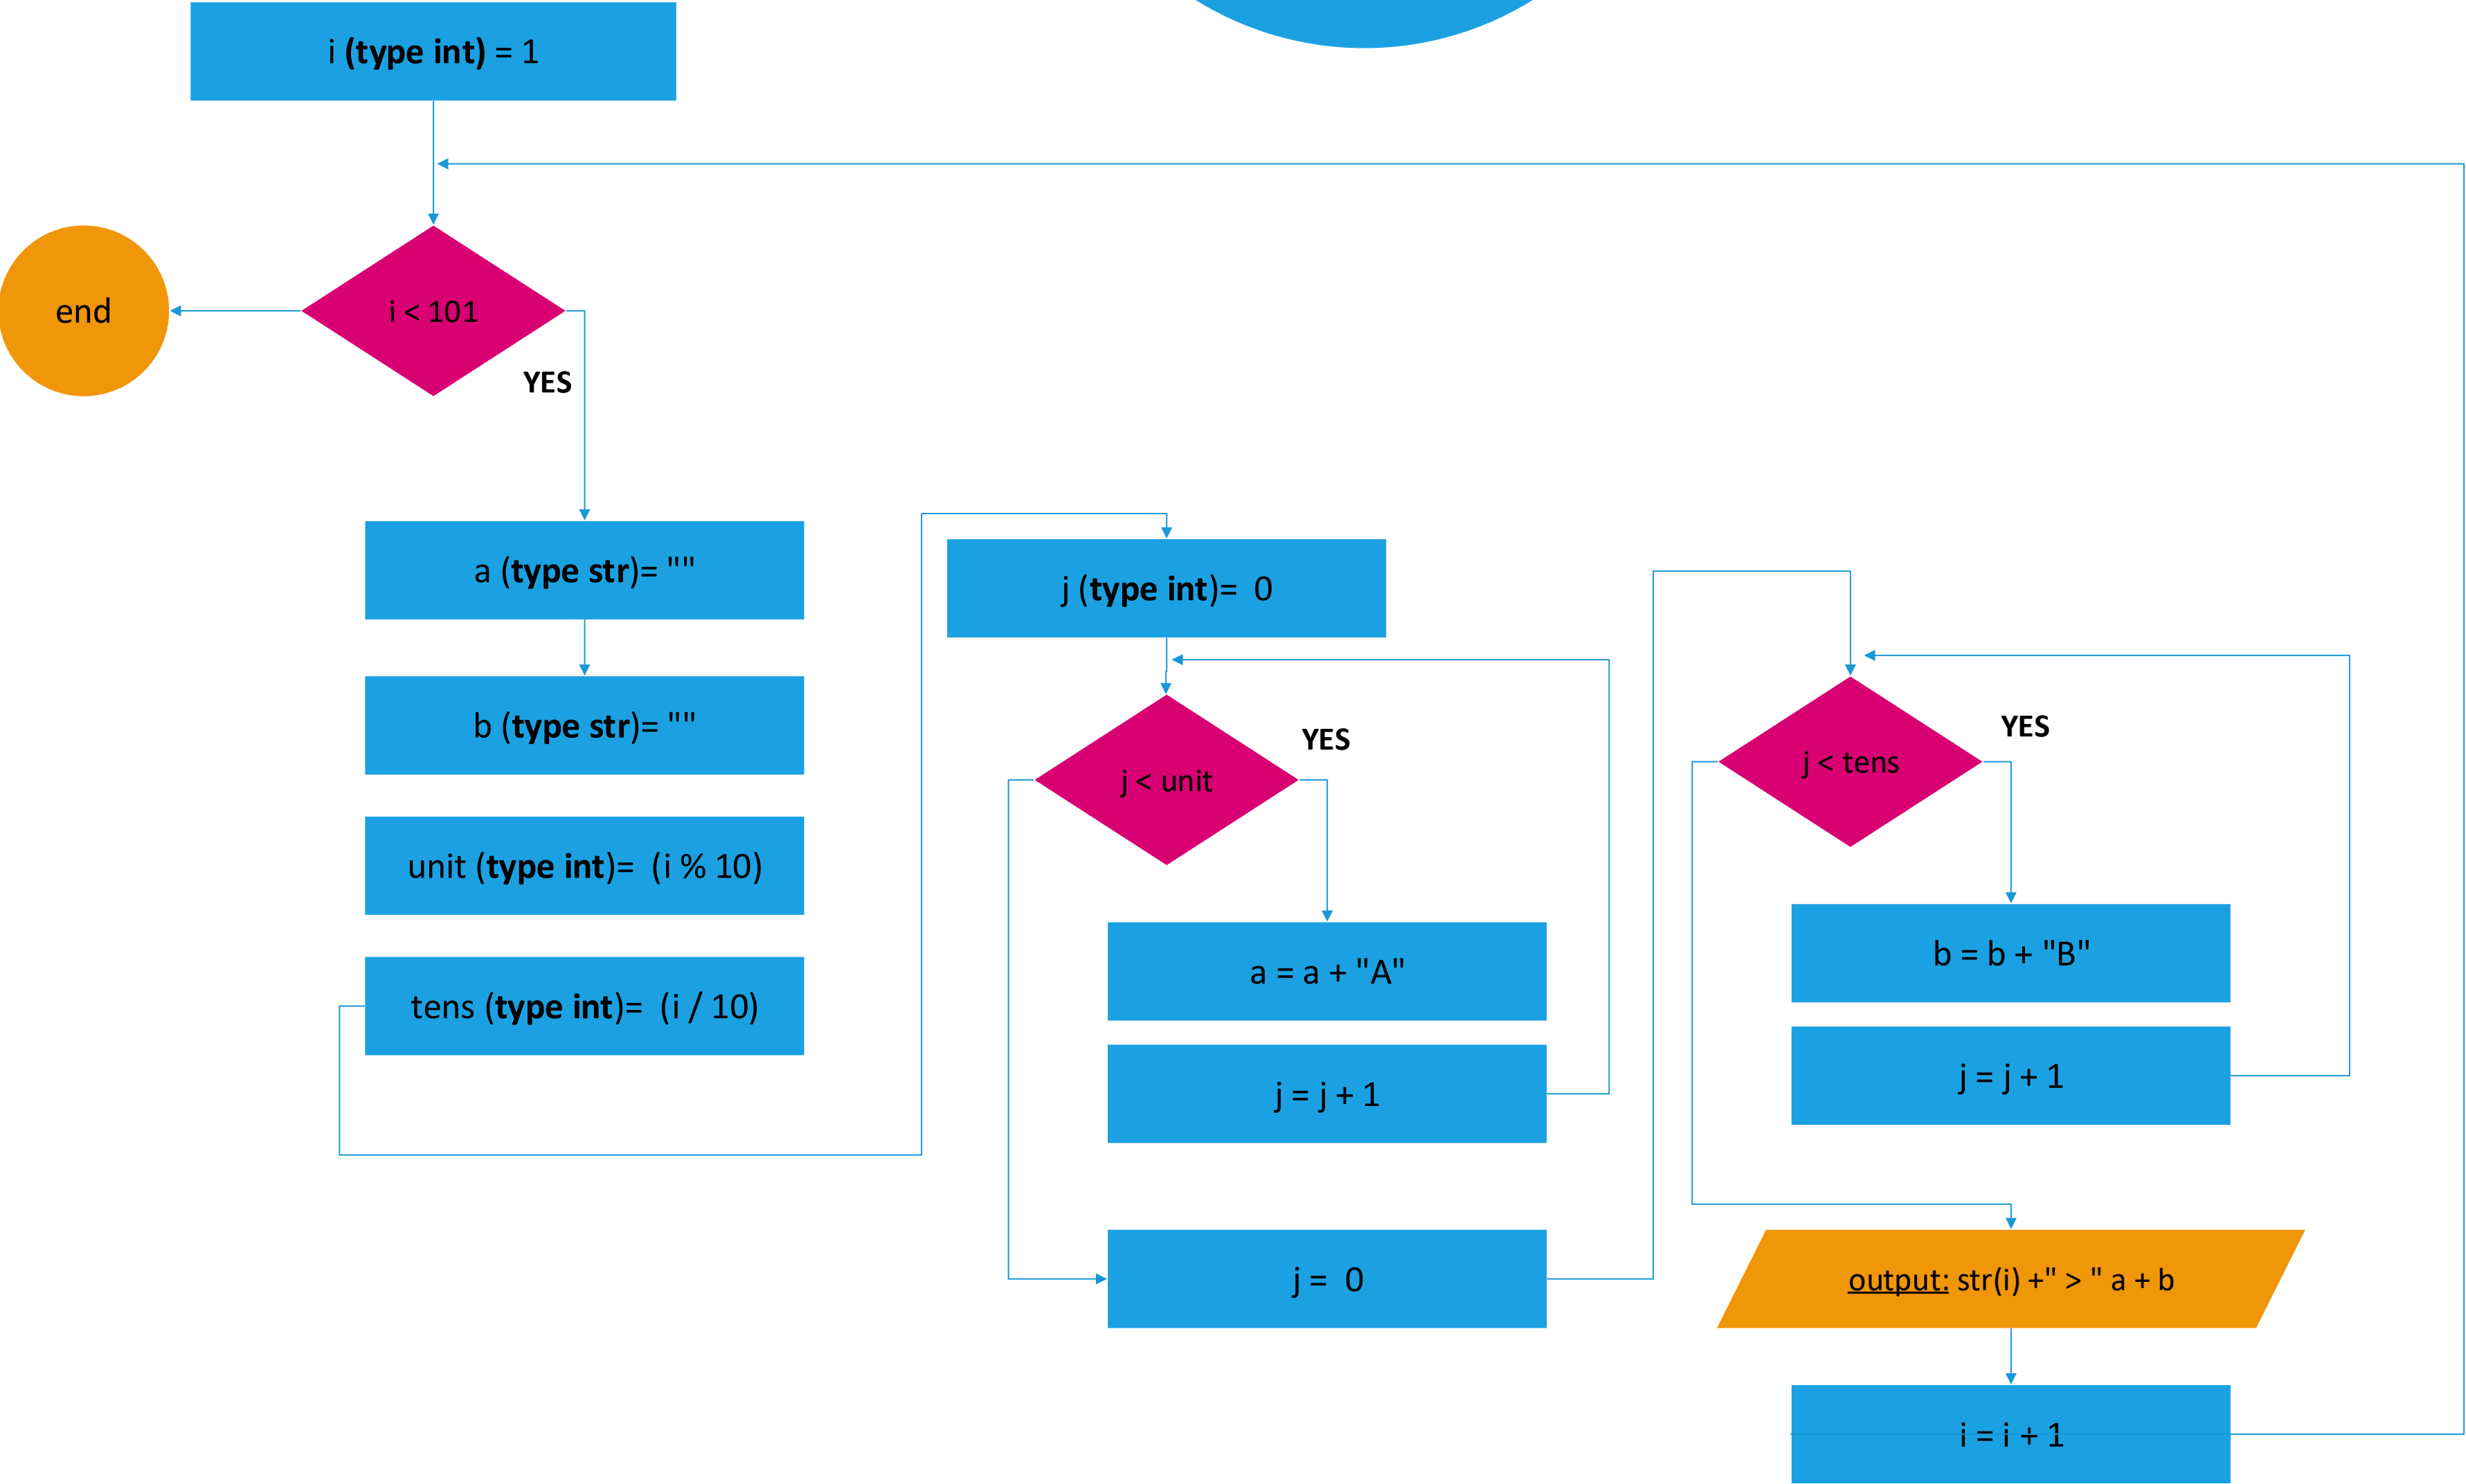 i (type int) = 1
end
i < 101
YES
a (type str)= ""
b (type str)= ""
unit (type int)= (i % 10)
tens (type int)= (i / 10)
j (type int)= 0
j < unit
YES
a = a + "A"
j = j + 1
j = 0
j < tens
YES
b = b + "B"
j = j + 1
output: str(i) +" > " a + b
i = i + 1